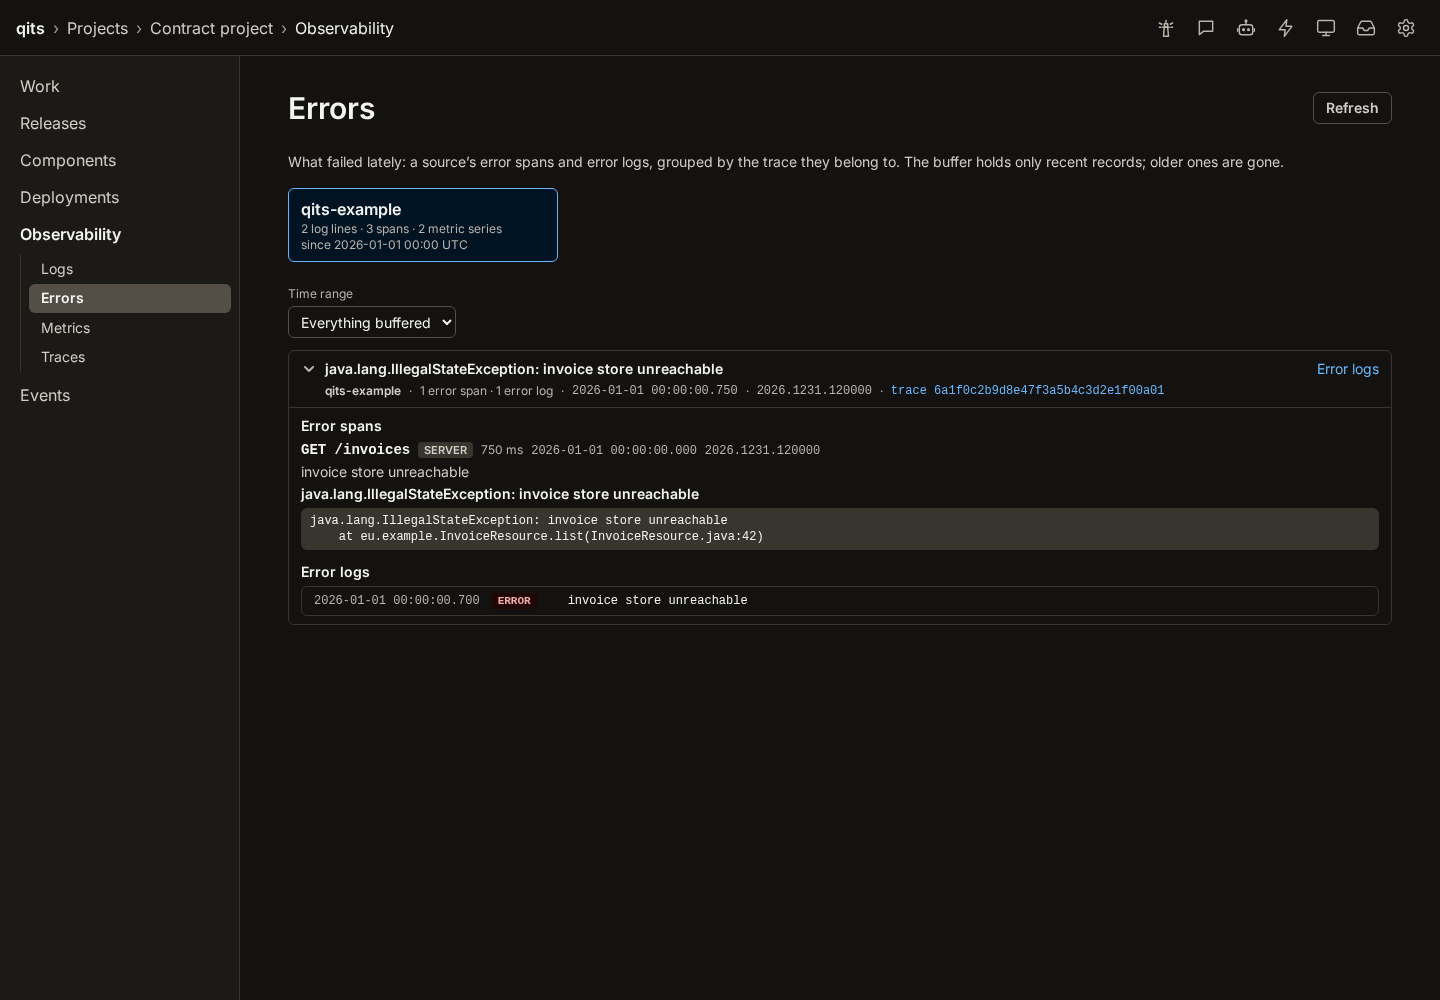 qits › Projects › Contract project › Observability
Work
Releases
Components
Deployments
Observability
Logs
Errors
Metrics
Traces
Events
Errors
Refresh
What failed lately: a source’s error spans and error logs, grouped by the trace they belong to. The buffer holds only recent records; older ones are gone.
qits-example
2 log lines · 3 spans · 2 metric series
since 2026-01-01 00:00 UTC
Time range
Everything buffered
java.lang.IllegalStateException: invoice store unreachable
Error logs
qits-example · 1 error span · 1 error log · 2026-01-01 00:00:00.750 · 2026.1231.120000 · trace 6a1f0c2b9d8e47f3a5b4c3d2e1f00a01
Error spans
GET /invoices SERVER 750 ms 2026-01-01 00:00:00.000 2026.1231.120000
invoice store unreachable
java.lang.IllegalStateException: invoice store unreachable
java.lang.IllegalStateException: invoice store unreachable
at eu.example.InvoiceResource.list(InvoiceResource.java:42)
Error logs
2026-01-01 00:00:00.700 ERROR invoice store unreachable